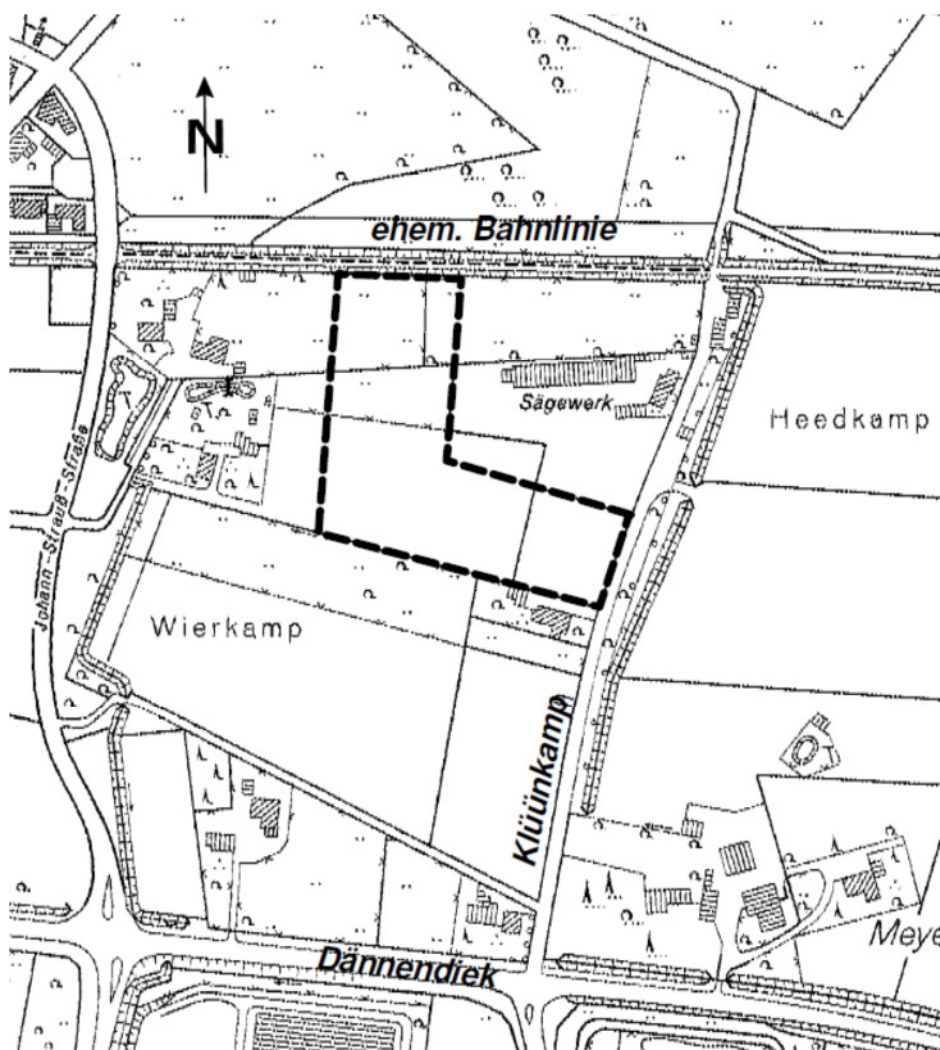 N
ehem. Bahnlinie
Sägewerk
Heedkamp
Johann-Strauß-Straße
Wierkamp
Klüünkamp
Dännendiek
Meye